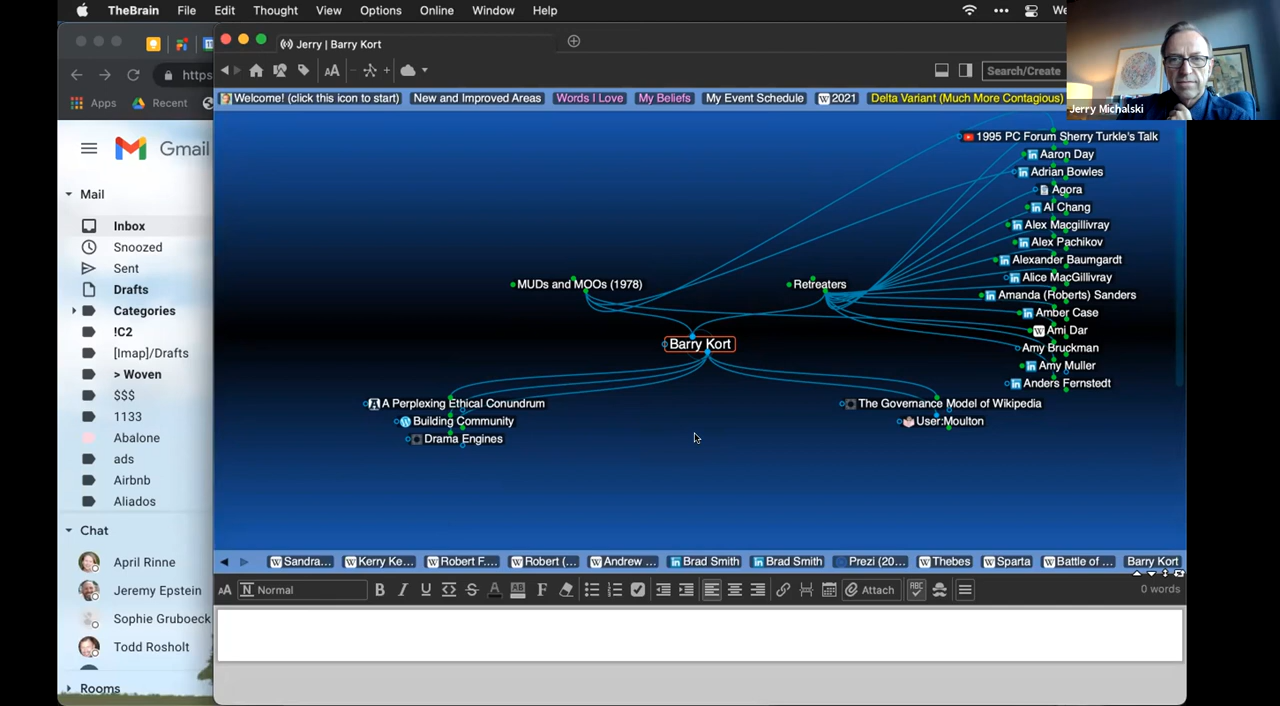 TheBrain File Edit Thought View Options Online Window Help
Jerry | Barry Kort
https
Search/Create
Apps Recent
Welcome! (click this icon to start) New and Improved Areas Words I Love My Beliefs My Event Schedule 2021 Delta Variant (Much More Contagious)
Jerry Michalski
Gmail
Mail
Inbox
Snoozed
Sent
Drafts
Categories
!C2
[Imap]/Drafts
> Woven
$$$
1133
Abalone
ads
Airbnb
Aliados
Chat
April Rinne
Jeremy Epstein
Sophie Gruboeck
Todd Rosholt
Rooms
1995 PC Forum Sherry Turkle's Talk
Aaron Day
Adrian Bowles
Agora
Al Chang
Alex Macgillivray
Alex Pachikov
Alexander Baumgardt
Alice MacGillivray
Amanda (Roberts) Sanders
Amber Case
Ami Dar
Amy Bruckman
Amy Muller
Anders Fernstedt
MUDs and MOOs (1978)
Retreaters
Barry Kort
A Perplexing Ethical Conundrum
Building Community
Drama Engines
The Governance Model of Wikipedia
User:Moulton
Sandra... Kerry Ke... Robert F.... Robert (... Andrew ... Brad Smith Brad Smith Prezi (20... Thebes Sparta Battle of ... Barry Kort
Normal
Attach
0 words